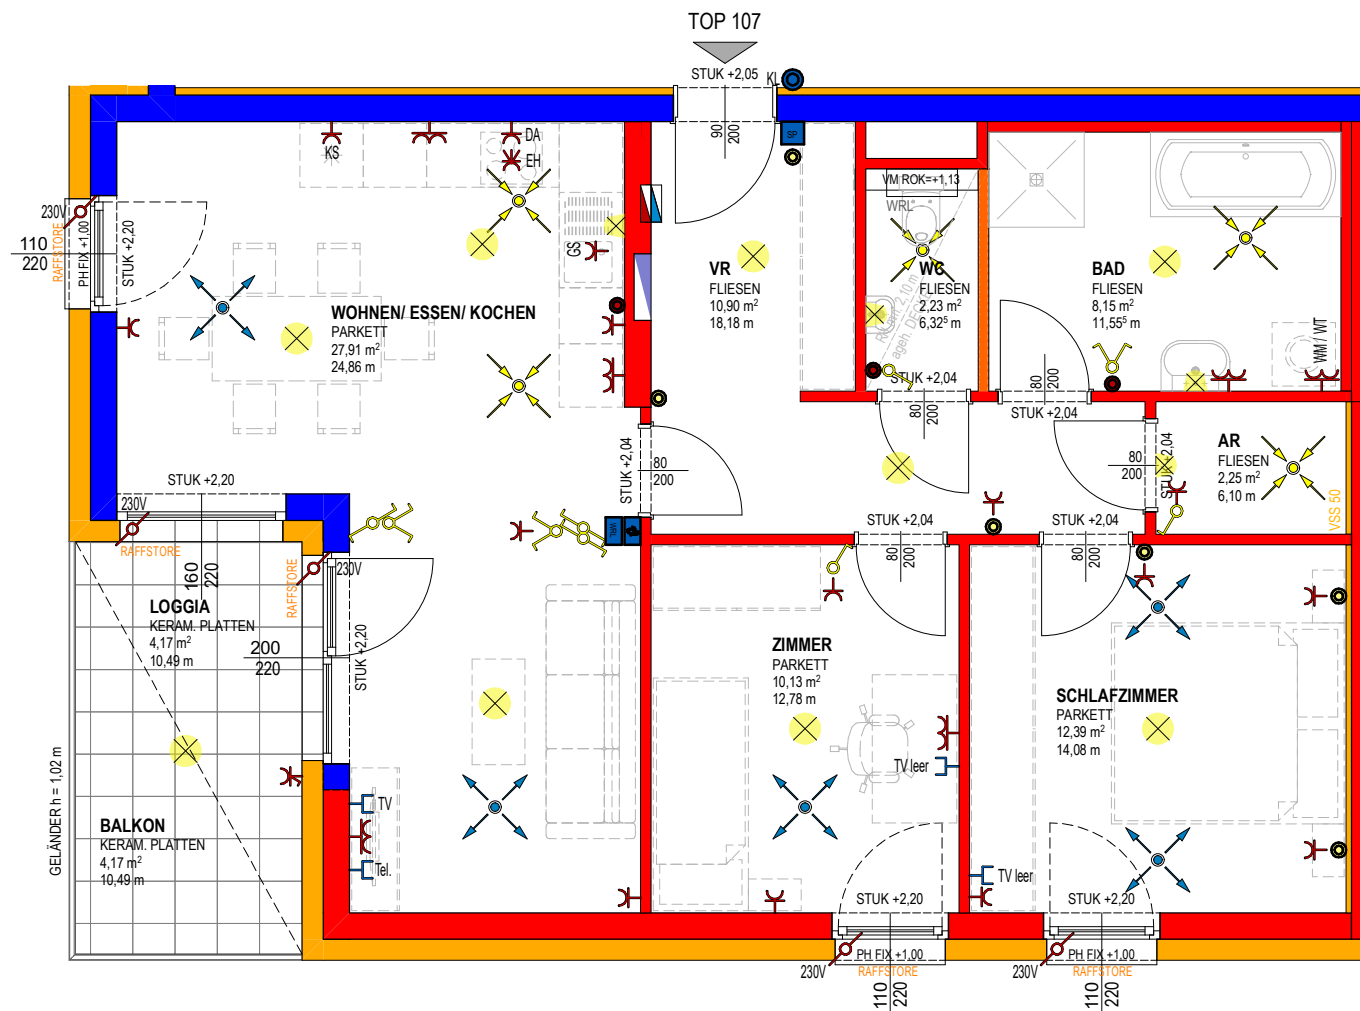 TOP 107
STUK +2,05
KL
90
200
SP
DA
EH
KS
GS
VM ROK=+1,13
WRL
230V
110
220
RAFFSTORE
PH FIX +1,00
STUK +2,20
WOHNEN/ ESSEN/ KOCHEN
PARKETT
27,91 m²
24,86 m
VR
FLIESEN
10,90 m²
18,18 m
WC
FLIESEN
2,23 m²
6,32⁵ m
BAD
FLIESEN
8,15 m²
11,55⁵ m
WM / WT
STUK +2,04
80
200
80
200
STUK +2,04
AR
FLIESEN
2,25 m²
6,10 m
VSS 50
80
200
STUK +2,04
STUK +2,04
80
200
STUK +2,20
230V
RAFFSTORE
160
220
WRL
STUK +2,04
80
200
STUK +2,04
80
200
230V
RAFFSTORE
LOGGIA
KERAM. PLATTEN
4,17 m²
10,49 m
200
220
STUK +2,20
ZIMMER
PARKETT
10,13 m²
12,78 m
SCHLAFZIMMER
PARKETT
12,39 m²
14,08 m
TV leer
GELÄNDER h = 1,02 m
BALKON
KERAM. PLATTEN
4,17 m²
10,49 m
TV
Tel.
TV leer
STUK +2,20
STUK +2,20
230V
PH FIX +1,00
RAFFSTORE
110
220
230V
PH FIX +1,00
RAFFSTORE
110
220